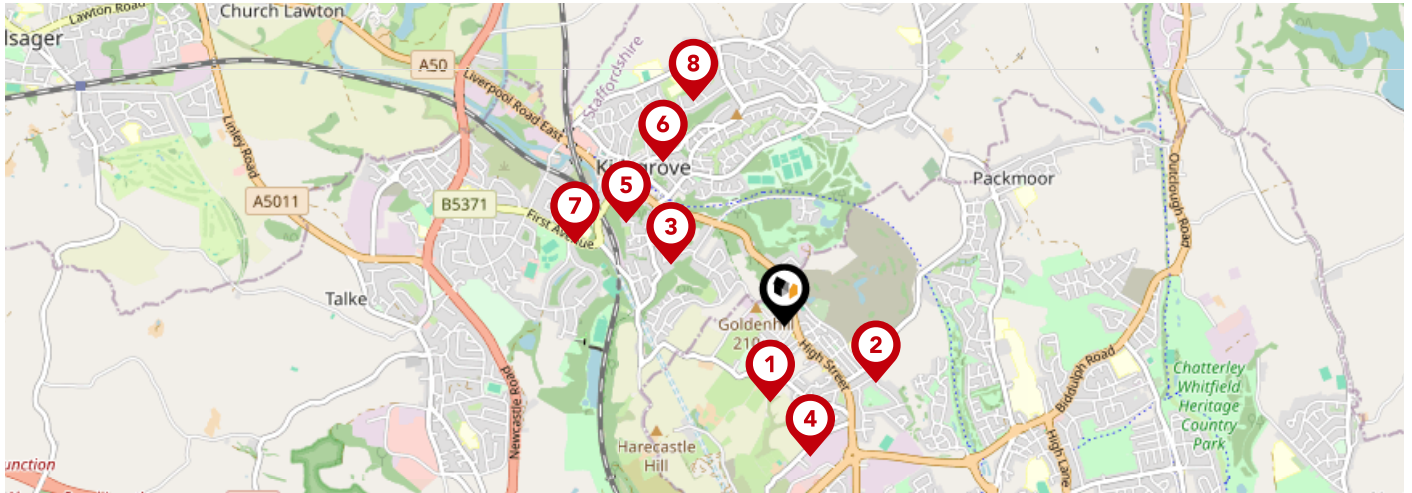 Lawton Road
Church Lawton
lsager
A50
Staffordshire
8
Liverpool Road East
6
Linley Road
Outclough Road
Packmoor
5
A5011
B5371
7
First Avenue
3
Talke
Goldenhill
210
High Street
2
1
Biddulph Road
Chatterley
Whitfield
Heritage
Country
Park
Newcastle Road
4
Harecastle
Hill
High Lane
unction